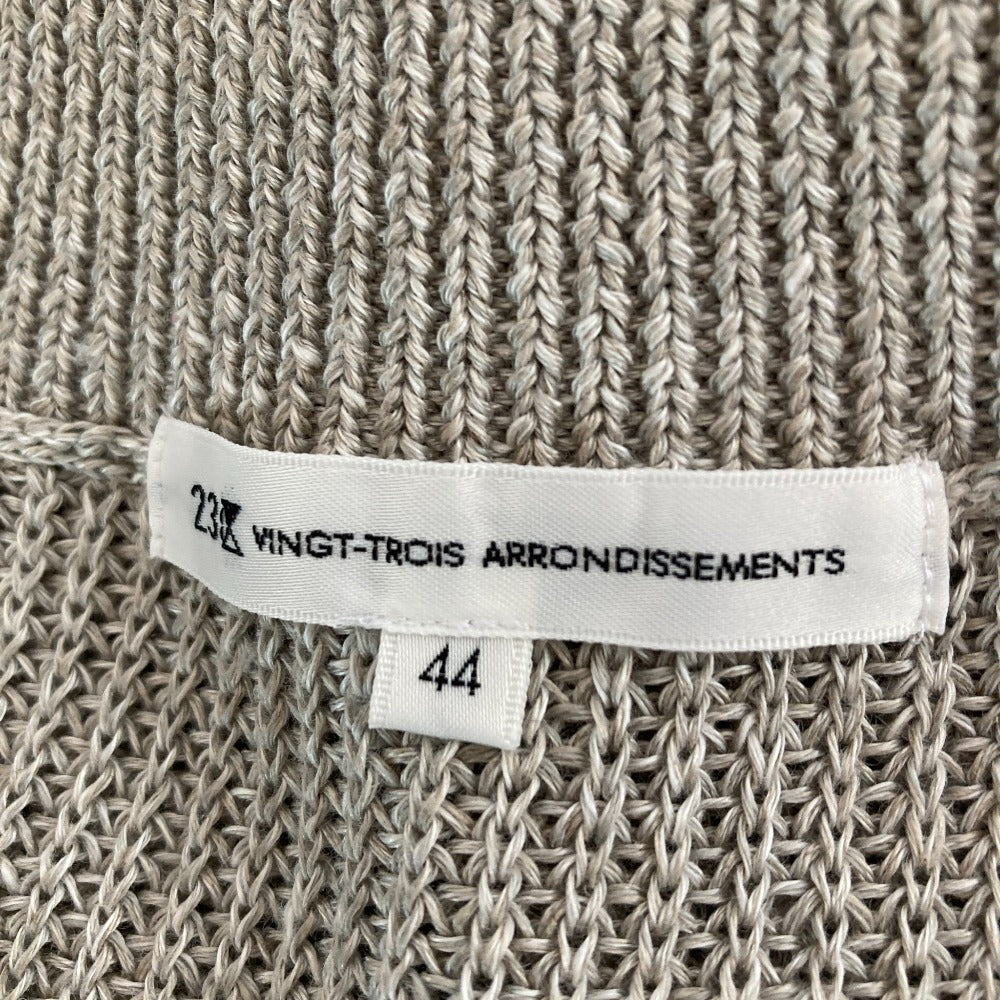 23区 VINGT-TROIS ARRONDISSEMENTS
44